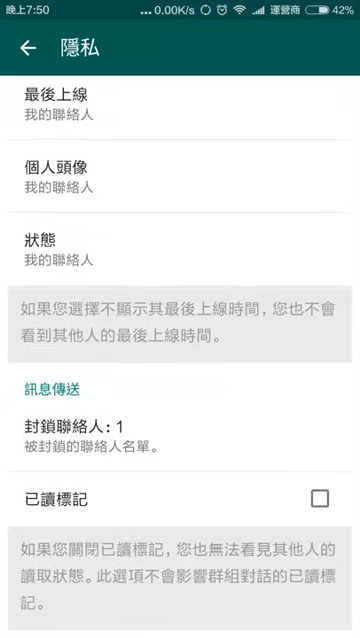 晚上7:50 ... 0.00K/s 運營商 42%
隱私
最後上線
我的聯絡人
個人頭像
我的聯絡人
狀態
我的聯絡人
如果您選擇不顯示其最後上線時間，您也不會
看到其他人的最後上線時間。
訊息傳送
封鎖聯絡人：1
被封鎖的聯絡人名單。
已讀標記
如果您關閉已讀標記，您也無法看見其他人的
讀取狀態。此選項不會影響群組對話的已讀標
記。